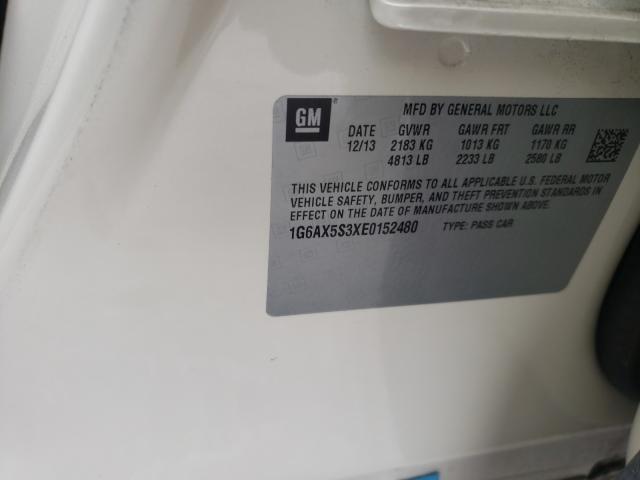 GM
MFD BY GENERAL MOTORS LLC
DATE GVWR GAWR FRT GAWR RR
12/13 2183 KG 1013 KG 1170 KG
4813 LB 2233 LB 2580 LB
THIS VEHICLE CONFORMS TO ALL APPLICABLE U.S. FEDERAL MOTOR
VEHICLE SAFETY, BUMPER, AND THEFT PREVENTION STANDARDS IN
EFFECT ON THE DATE OF MANUFACTURE SHOWN ABOVE.
1G6AX5S3XE0152480 TYPE: PASS CAR